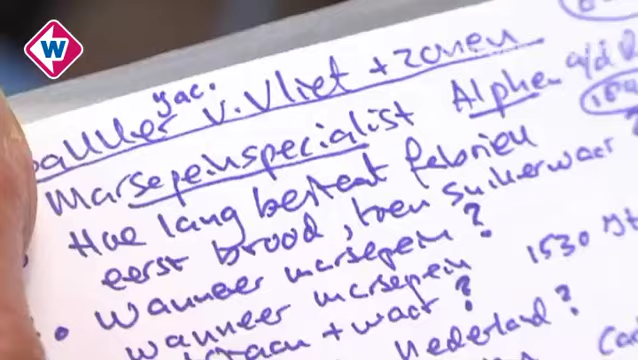 W
Jac.
v. Vliet + zonen
Marsepeinspecialist Alphen a/d
Hoe lang bestaat fabriek
eerst brood, toen suikerwaar?
Wanneer marsepein?
1530
wanneer marsepein
+ waar?
Nederland?